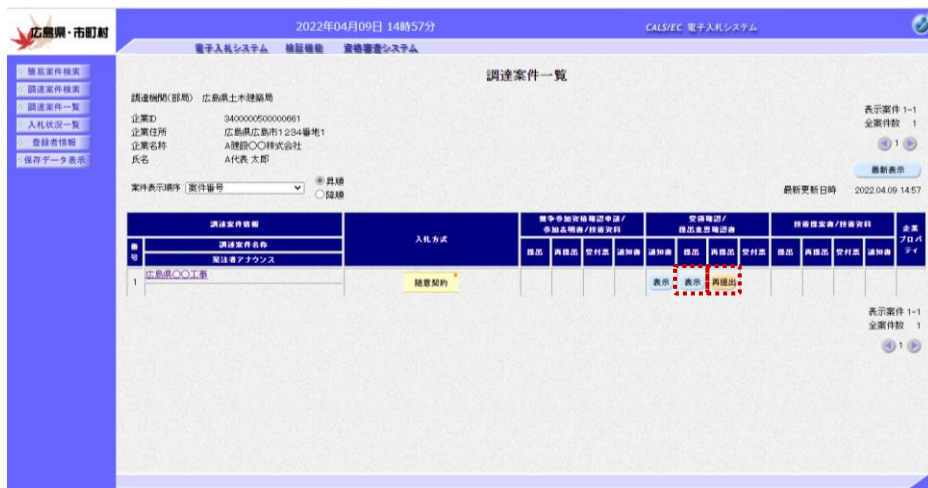 広島県・市町村
2022年04月09日 14時57分
CALS/EC 電子入札システム
電子入札システム 検証機能 資格審査システム
簡易案件検索
調達案件検索
調達案件一覧
入札状況一覧
登録者情報
保存データ表示
調達案件一覧
調達機関(部局) 広島県土木建築局
企業ID 3400000500000661
企業住所 広島県広島市1234番地1
企業名称 A建設〇〇株式会社
氏名 A代表 太郎
案件表示順序 案件番号
昇順
降順
表示案件 1-1
全案件数 1
1
最新表示
最新更新日時 2022.04.09 14:57
調達案件情報
番号
調達案件名称
発注者アナウンス
入札方式
競争参加資格確認申請/
参加表明書/技術資料
提出 再提出 受付票 通知書
受領確認/
提出意思確認書
通知書 提出 再提出 受付票
技術提案書/技術資料
提出 再提出 受付票 通知書
企業
プロパ
ティ
1 広島県〇〇工事 随意契約 表示 表示 再提出
表示案件 1-1
全案件数 1
1